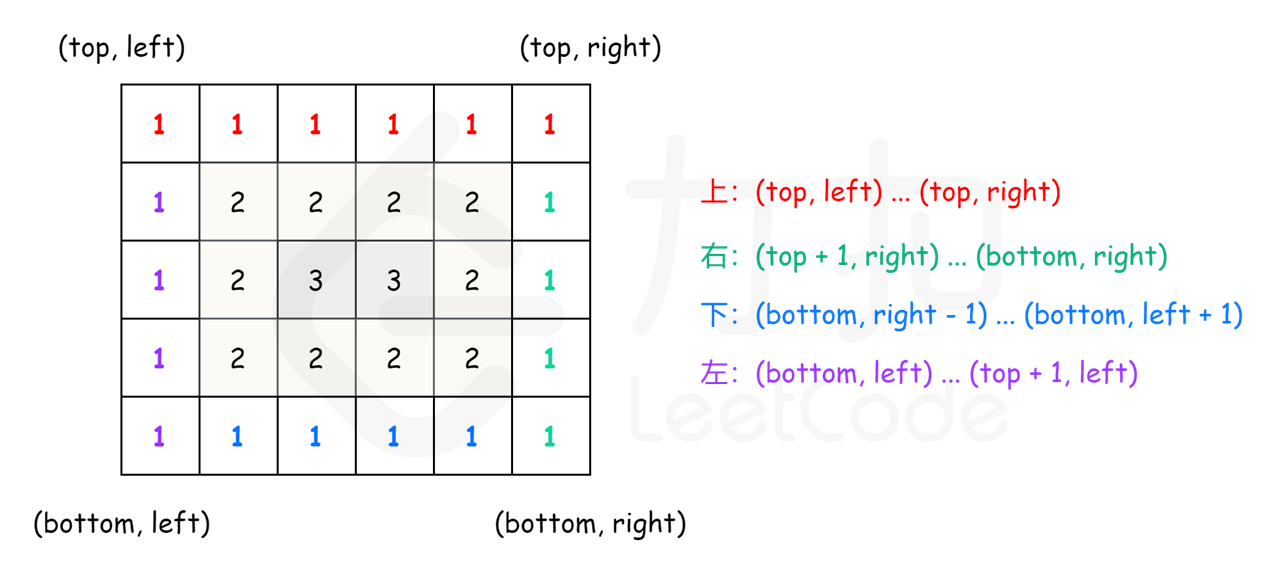 (top, left) (top, right)
1 1 1 1 1 1
1 2 2 2 2 1
1 2 3 3 2 1
1 2 2 2 2 1
1 1 1 1 1 1
(bottom, left) (bottom, right)
上：(top, left) ... (top, right)
右：(top + 1, right) ... (bottom, right)
下：(bottom, right - 1) ... (bottom, left + 1)
左：(bottom, left) ... (top + 1, left)
力扣
LeetCode